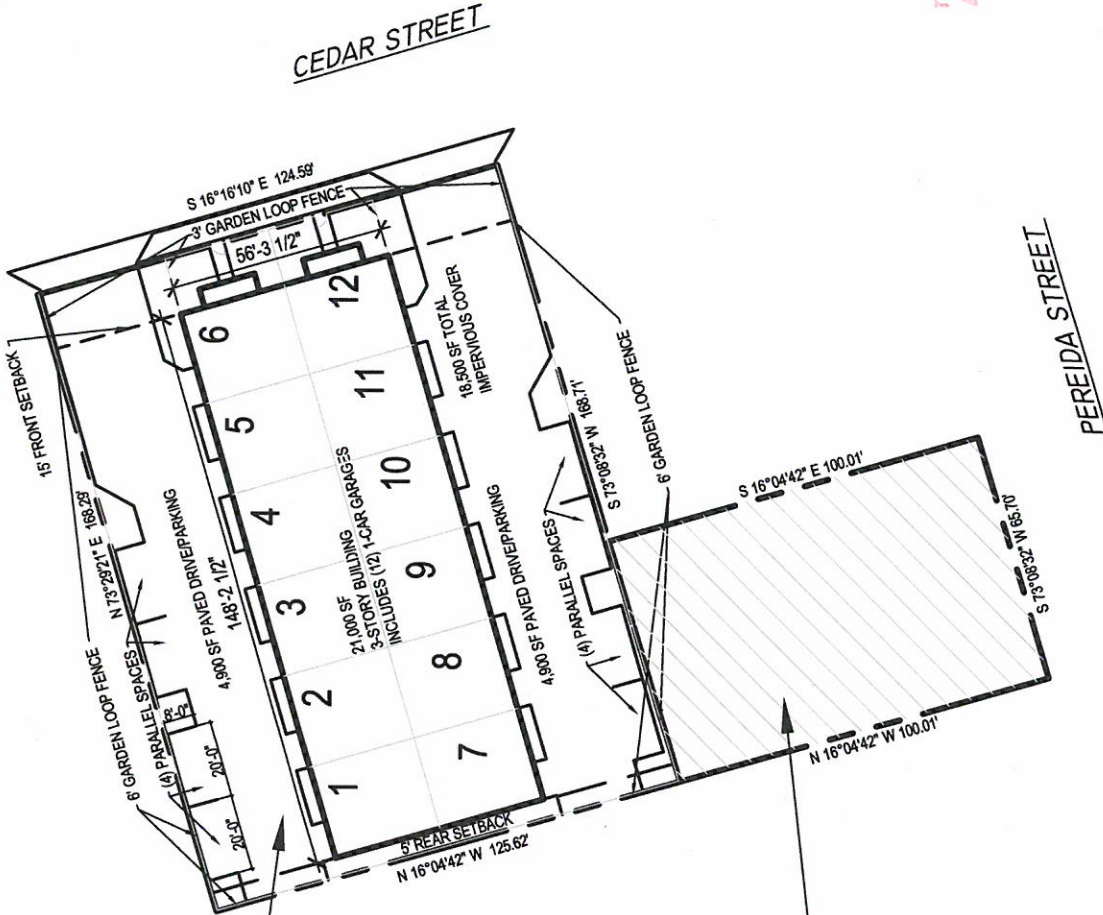 CEDAR STREET
S 16°16'10" E 124.59'
3' GARDEN LOOP FENCE
56'-3 1/2"
15' FRONT SETBACK
N 73°29'21" E 168.29'
6' GARDEN LOOP FENCE
(4) PARALLEL SPACES
4,900 SF PAVED DRIVE/PARKING
148'-2 1/2"
8'-0"
20'-0"
20'-0"
1
2
3
4
5
6
21,000 SF
3-STORY BUILDING
INCLUDES (12) 1-CAR GARAGES
7
8
9
10
11
12
18,500 SF TOTAL
IMPERVIOUS COVER
4,900 SF PAVED DRIVE/PARKING
(4) PARALLEL SPACES
S 73°08'32" W 168.71'
6' GARDEN LOOP FENCE
5' REAR SETBACK
N 16°04'42" W 125.62'
S 16°04'42" E 100.01'
N 16°04'42" W 100.01'
S 73°08'32" W 65.70'
PEREIDA STREET